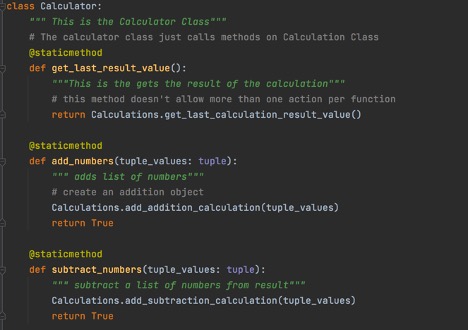 class Calculator:
    """ This is the Calculator Class"""
    # The calculator class just calls methods on Calculation Class
    @staticmethod
    def get_last_result_value():
        """This is the gets the result of the calculation"""
        # this method doesn't allow more than one action per function
        return Calculations.get_last_calculation_result_value()
    @staticmethod
    def add_numbers(tuple_values: tuple):
        """ adds list of numbers"""
        # create an addition object
        Calculations.add_addition_calculation(tuple_values)
        return True
    @staticmethod
    def subtract_numbers(tuple_values: tuple):
        """ subtract a list of numbers from result"""
        Calculations.add_subtraction_calculation(tuple_values)
        return True